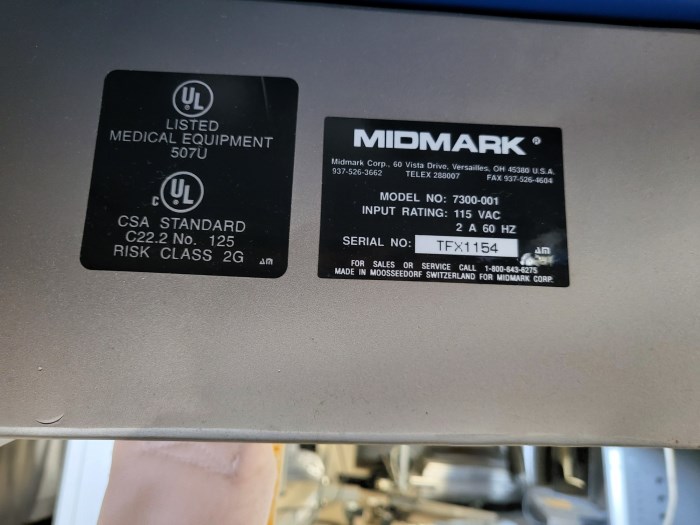 UL
LISTED
MEDICAL EQUIPMENT
507U
C UL
CSA STANDARD
C22.2 No. 125
RISK CLASS 2G
MIDMARK®
Midmark Corp., 60 Vista Drive, Versailles, OH 45380 U.S.A.
937-526-3662 TELEX 288007 FAX 937-526-4604
MODEL NO: 7300-001
INPUT RATING: 115 VAC
2 A 60 HZ
SERIAL NO: TFX1154
FOR SALES OR SERVICE CALL 1-800-643-6275
MADE IN MOOSSEEDORF SWITZERLAND FOR MIDMARK CORP.